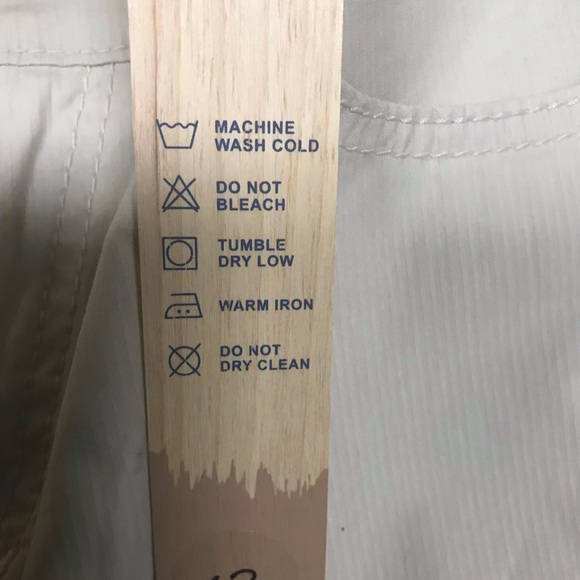 MACHINE
WASH COLD
DO NOT
BLEACH
TUMBLE
DRY LOW
WARM IRON
DO NOT
DRY CLEAN